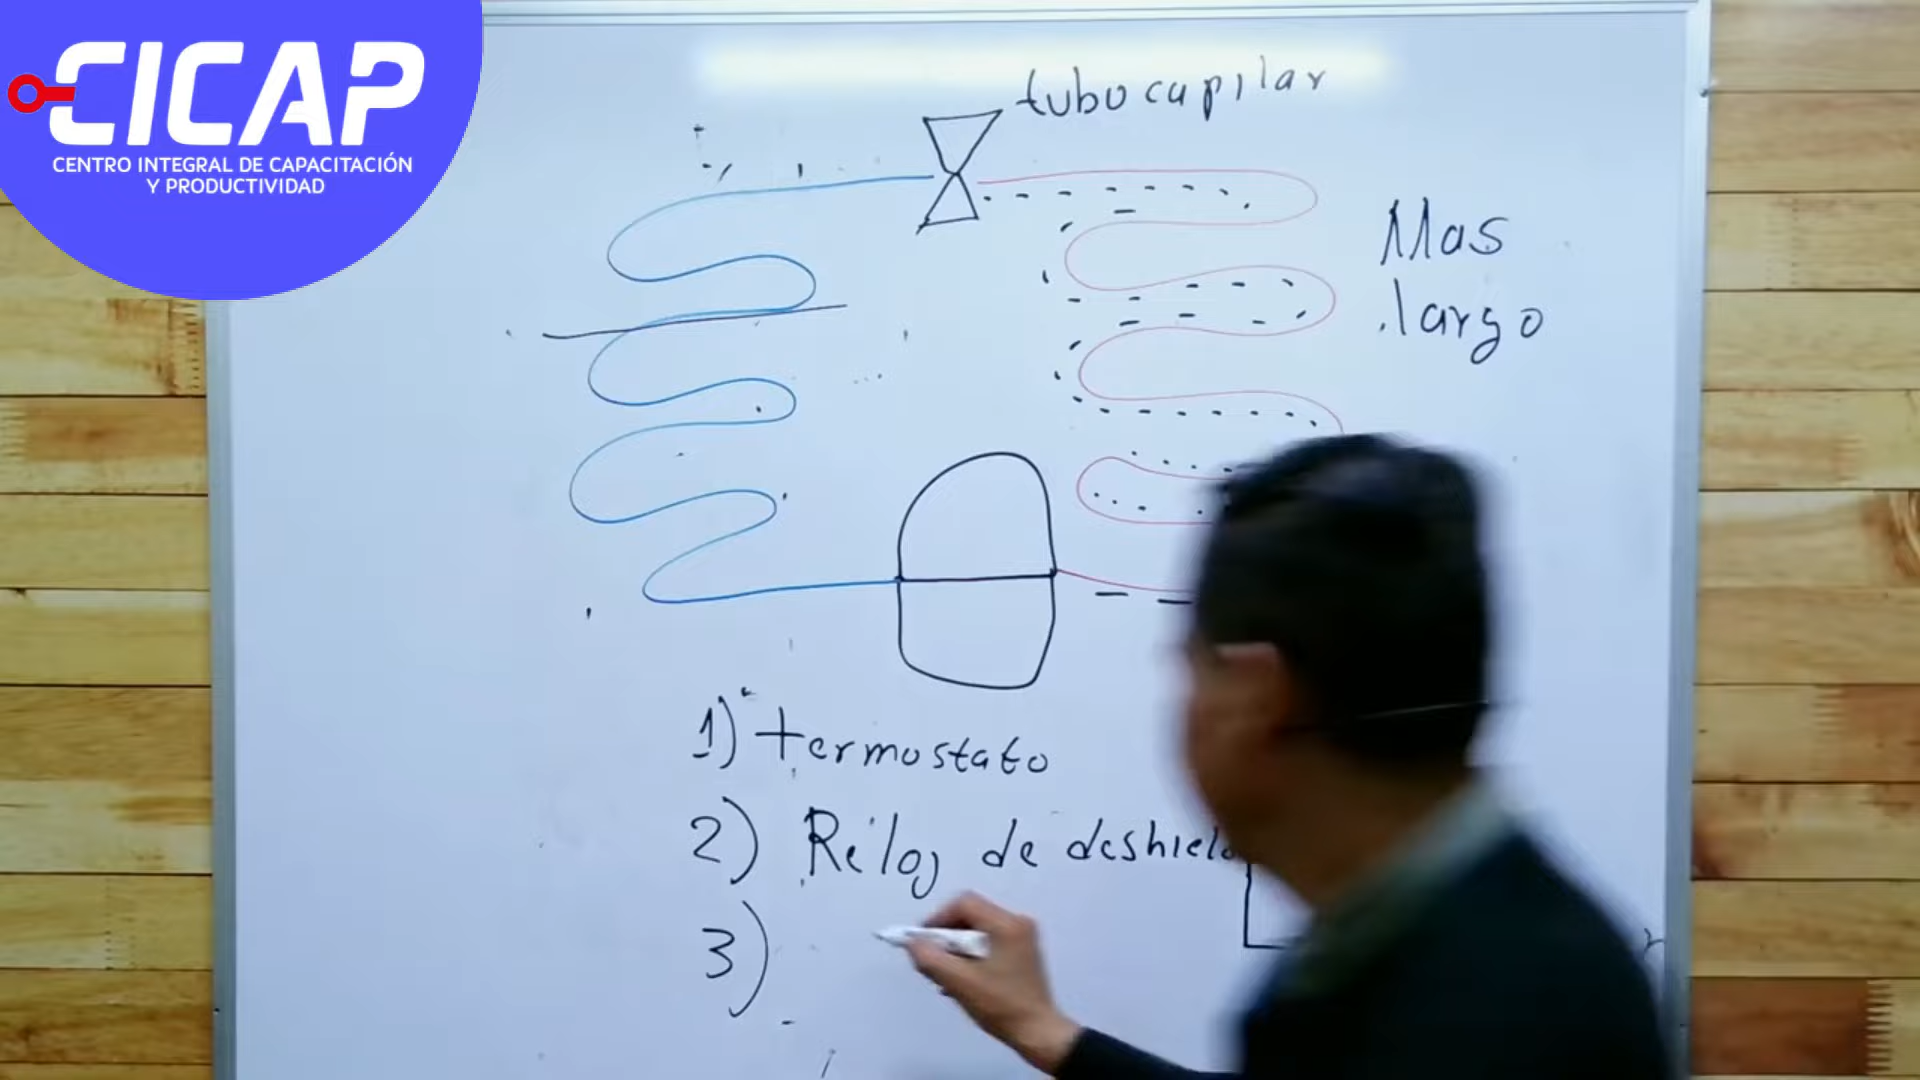 CICAP
CENTRO INTEGRAL DE CAPACITACIÓN
Y PRODUCTIVIDAD
tubo capilar
Mas
largo
1) termostato
2) Reloj de deshielo
3)